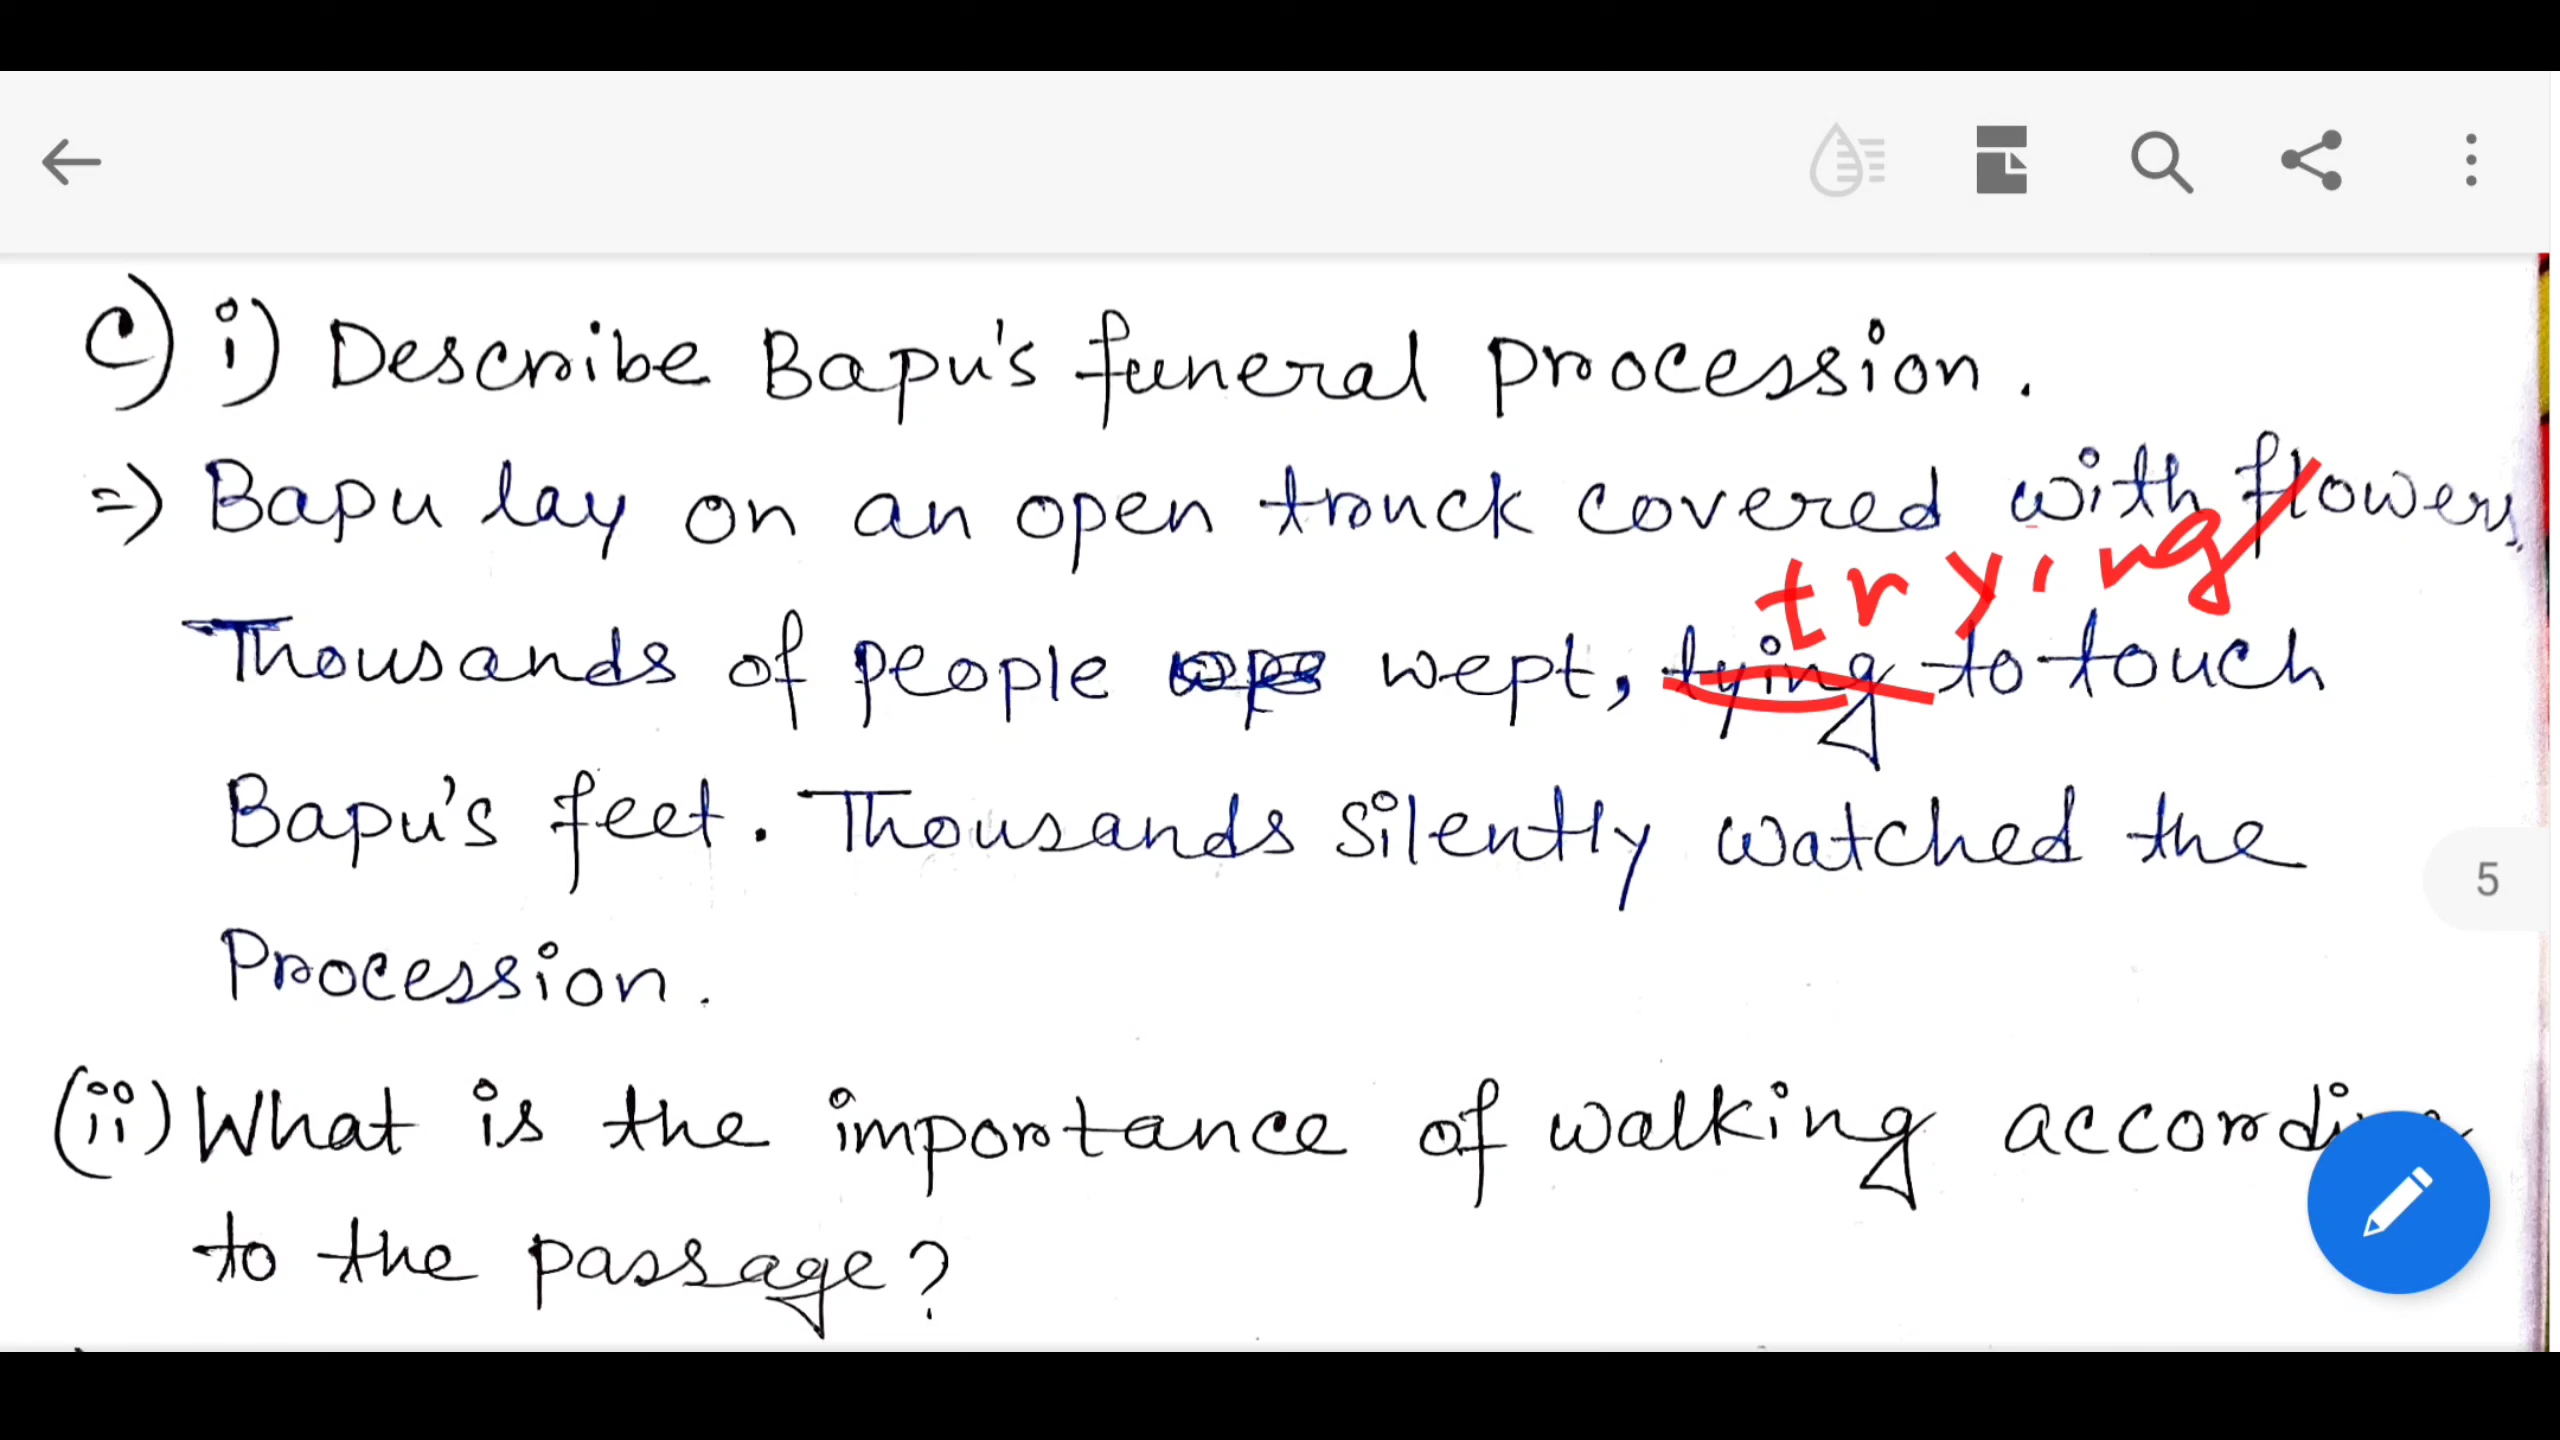 C) i) Describe Bapu's funeral procession.
=> Bapu lay on an open truck covered with flowers.
trying
Thousands of people wept, tying to touch
Bapu's feet. Thousands silently watched the
Procession.
5
(ii) What is the importance of walking
to the passage?